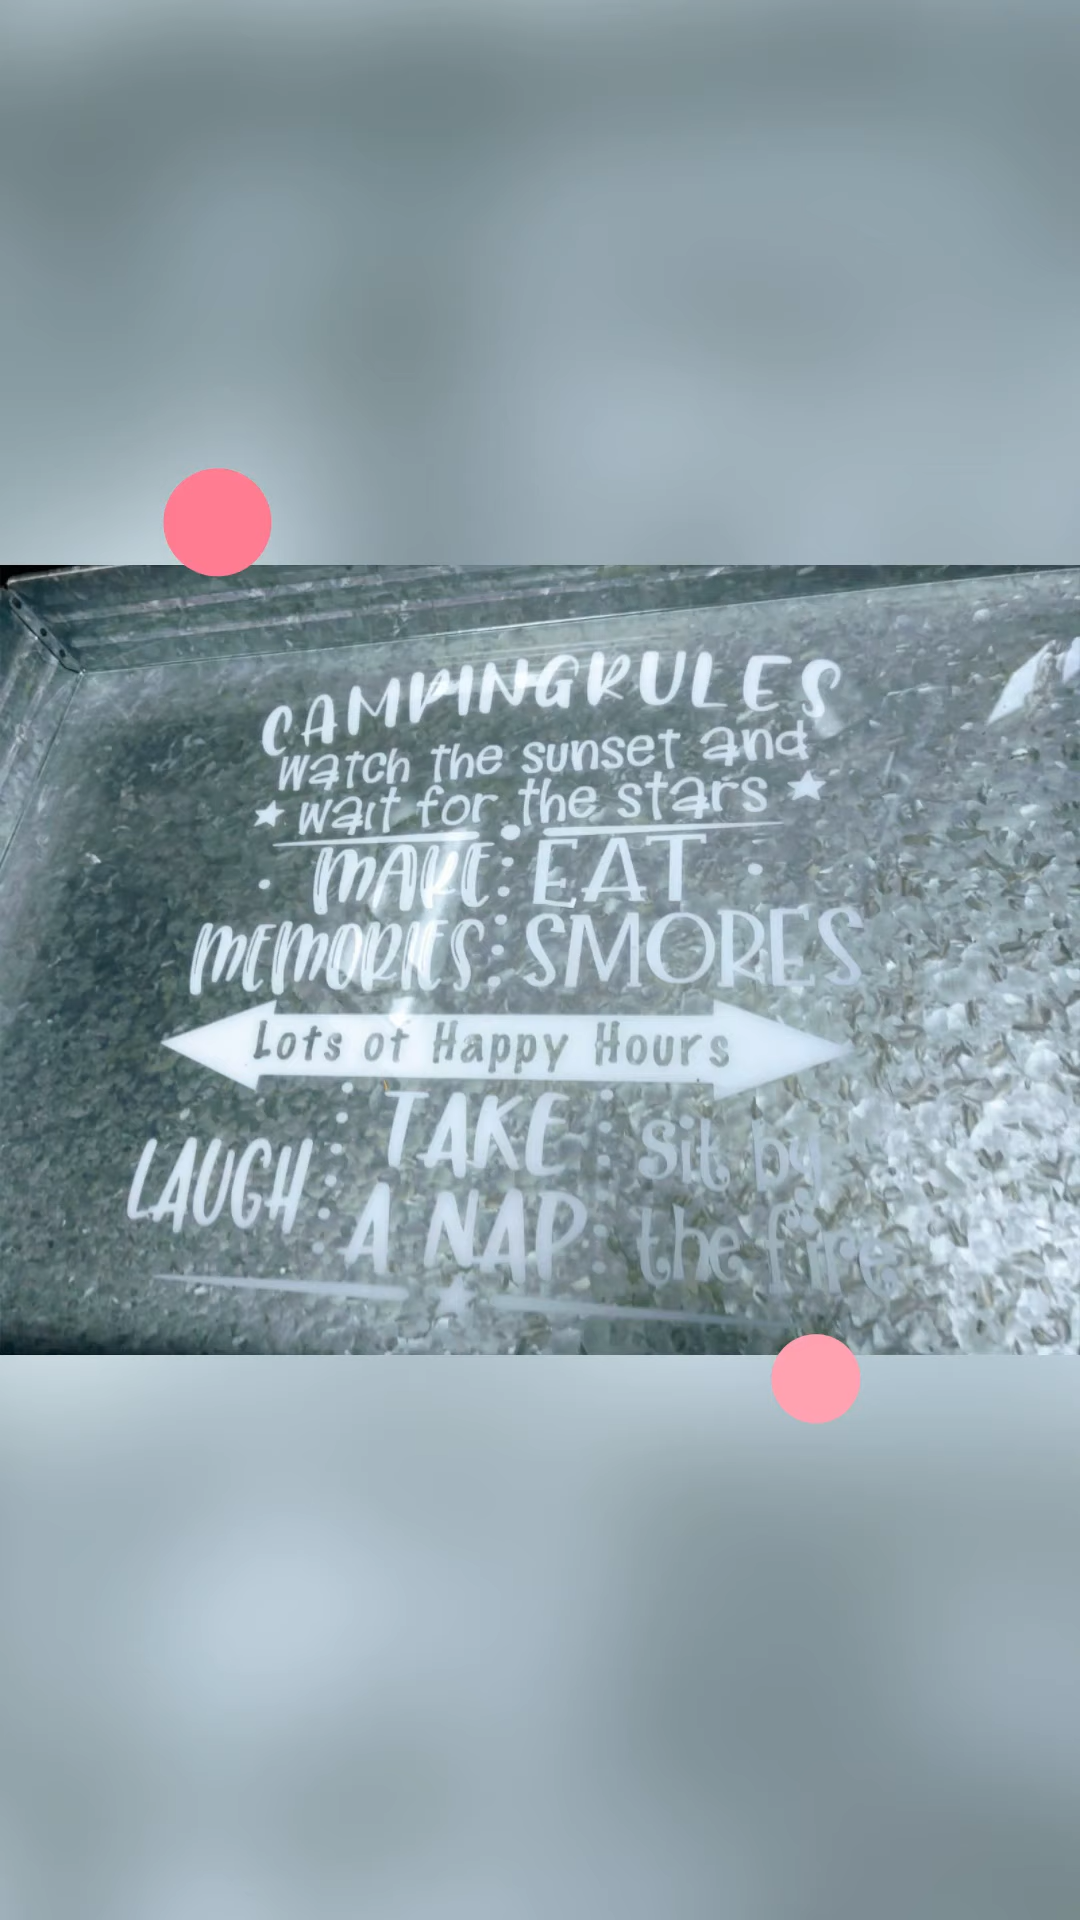 CAMPINGRULES
watch the sunset and
wait for the stars
MAKE EAT
MEMORIES SMORES
Lots of Happy Hours
LAUGH TAKE A NAP sit by the fire